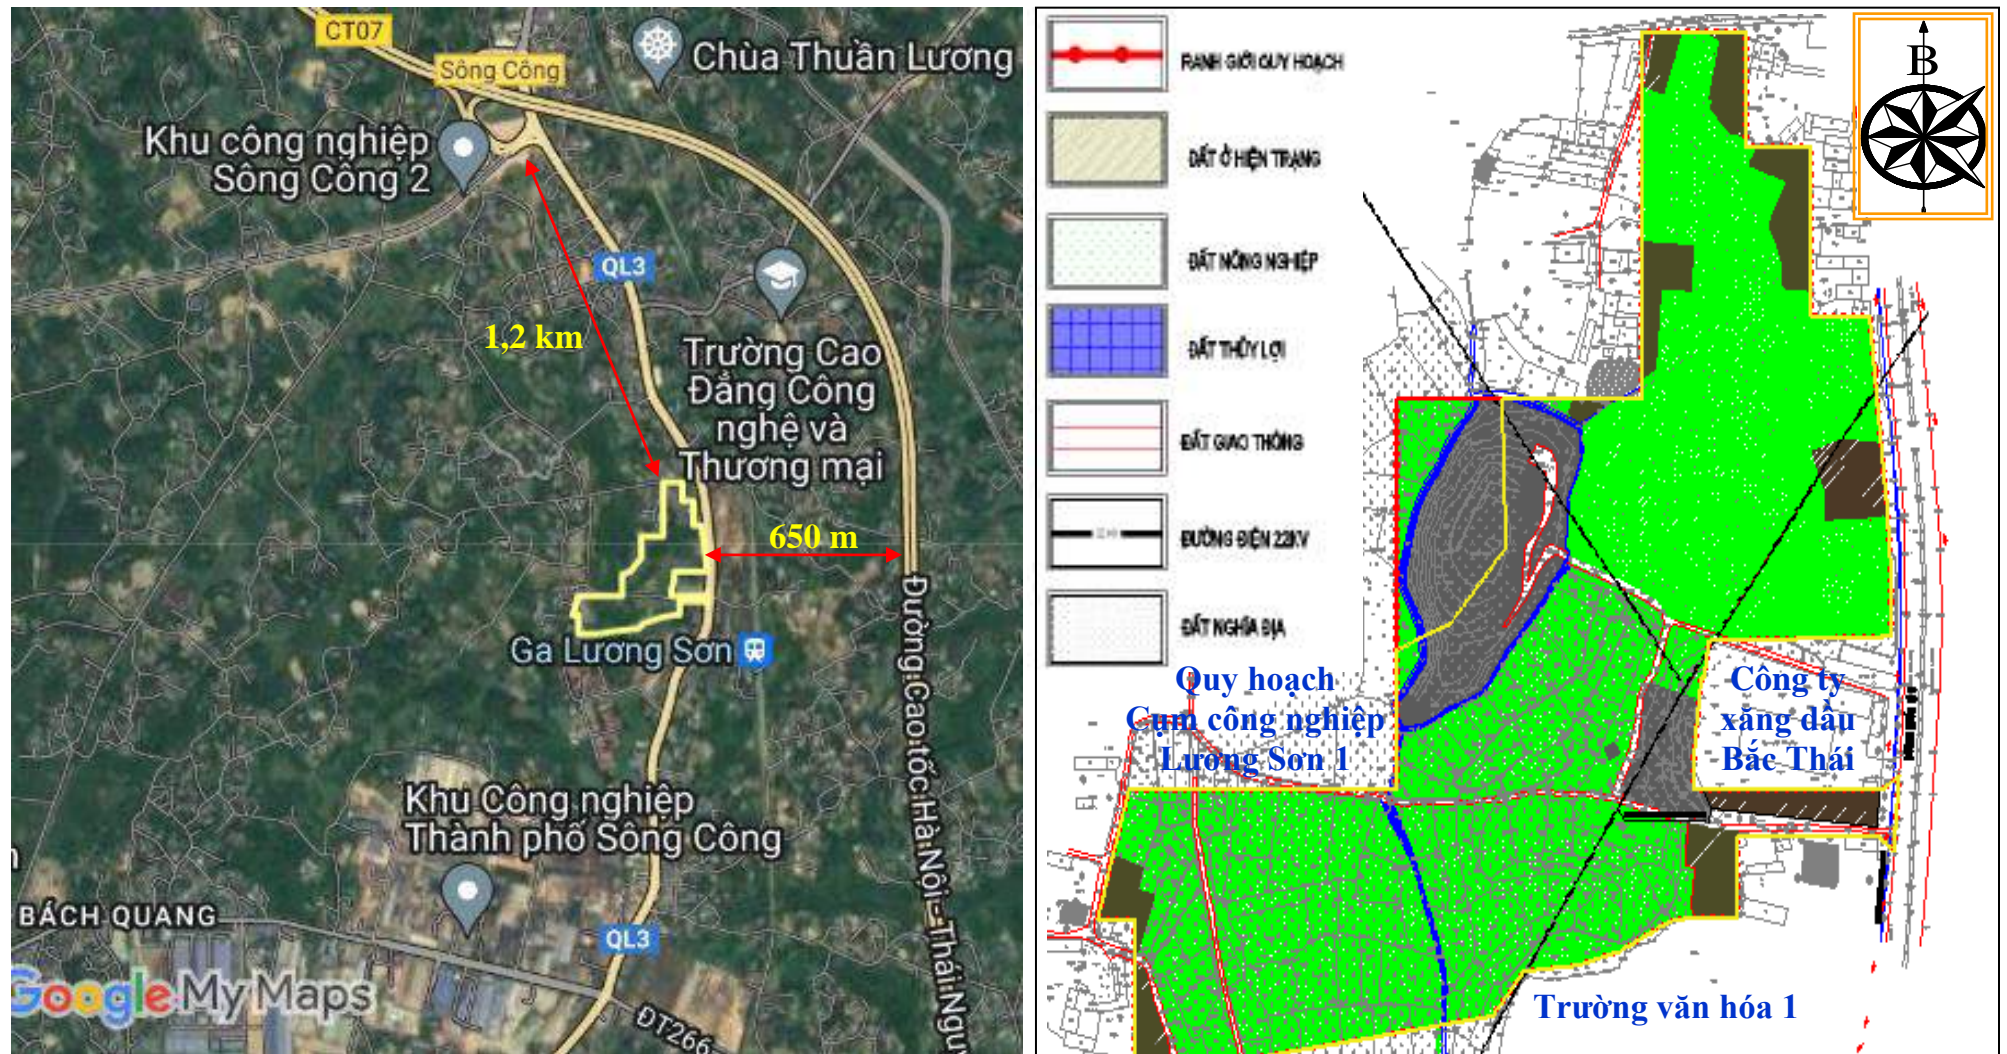 CT07
Sông Công
Chùa Thuần Lương
Khu công nghiệp
Sông Công 2
QL3
1,2 km
Trường Cao
Đẳng Công
nghệ và
Thương mại
650 m
Ga Lương Sơn
Đường Cao tốc Hà Nội - Thái Nguy
Khu Công nghiệp
Thành phố Sông Công
BÁCH QUANG
QL3
ĐT266
Google My Maps
RANH GIỚI QUY HOẠCH
ĐẤT Ở HIỆN TRẠNG
ĐẤT NÔNG NGHIỆP
ĐẤT THỦY LỢI
ĐẤT GIAO THÔNG
ĐƯỜNG ĐIỆN 22KV
ĐẤT NGHĨA ĐỊA
B
Quy hoạch
Cụm công nghiệp
Lương Sơn 1
Công ty
xăng dầu
Bắc Thái
Trường văn hóa 1